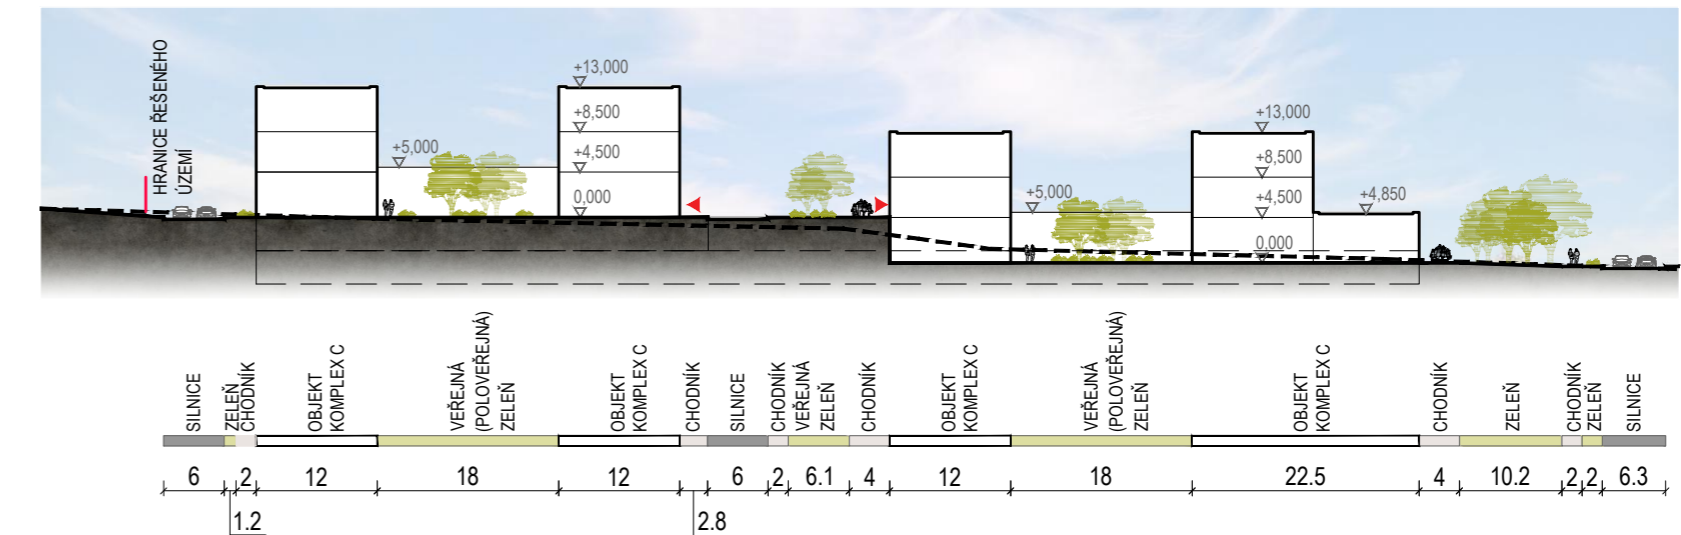 HRANICE ŘEŠENÉHO
ÚZEMÍ
+13,000
+8,500
+5,000
+4,500
0,000
+13,000
+8,500
+5,000
+4,500
+4,850
0,000
SILNICE
ZELEŇ
CHODNÍK
OBJEKT
KOMPLEX C
VEŘEJNÁ
(POLOVEŘEJNÁ)
ZELEŇ
OBJEKT
KOMPLEX C
CHODNÍK
SILNICE
CHODNÍK
VEŘEJNÁ
ZELEŇ
CHODNÍK
OBJEKT
KOMPLEX C
VEŘEJNÁ
(POLOVEŘEJNÁ)
ZELEŇ
OBJEKT
KOMPLEX C
CHODNÍK
ZELEŇ
CHODNÍK
ZELEŇ
SILNICE
6 2 12 18 12 6 2 6.1 4 12 18 22.5 4 10.2 2 2 6.3
1.2 2.8